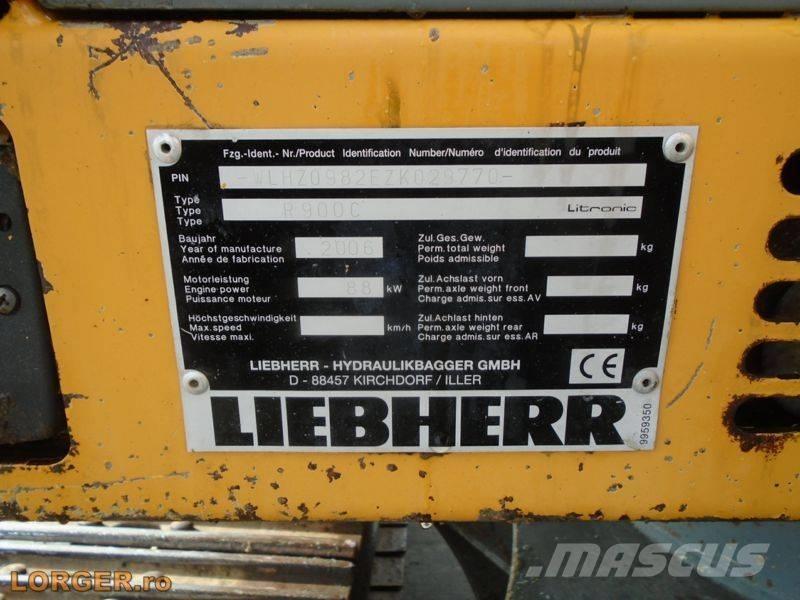 Fzg.-Ident.- Nr./Product Identification Number/Numéro d'identification du produit
PIN -WLHZ0982EZK029770-
Type
Type R900C Litronic
Type
Baujahr
Year of manufacture 2006
Année de fabrication
Motorleistung
Engine power 88 kW
Puissance moteur
Höchstgeschwindigkeit
Max.speed km/h
Vitesse maxi.
Zul.Ges.Gew.
Perm.total weight kg
Poids admissible
Zul.Achslast vorn
Perm.axle weight front kg
Charge admis.sur ess.AV
Zul.Achlast hinten
Perm.axle weight rear kg
Charge admis.sur ess.AR
LIEBHERR - HYDRAULIKBAGGER GMBH
D - 88457 KIRCHDORF / ILLER
CE
LIEBHERR
9959350
LORGER.ro
MASCUS